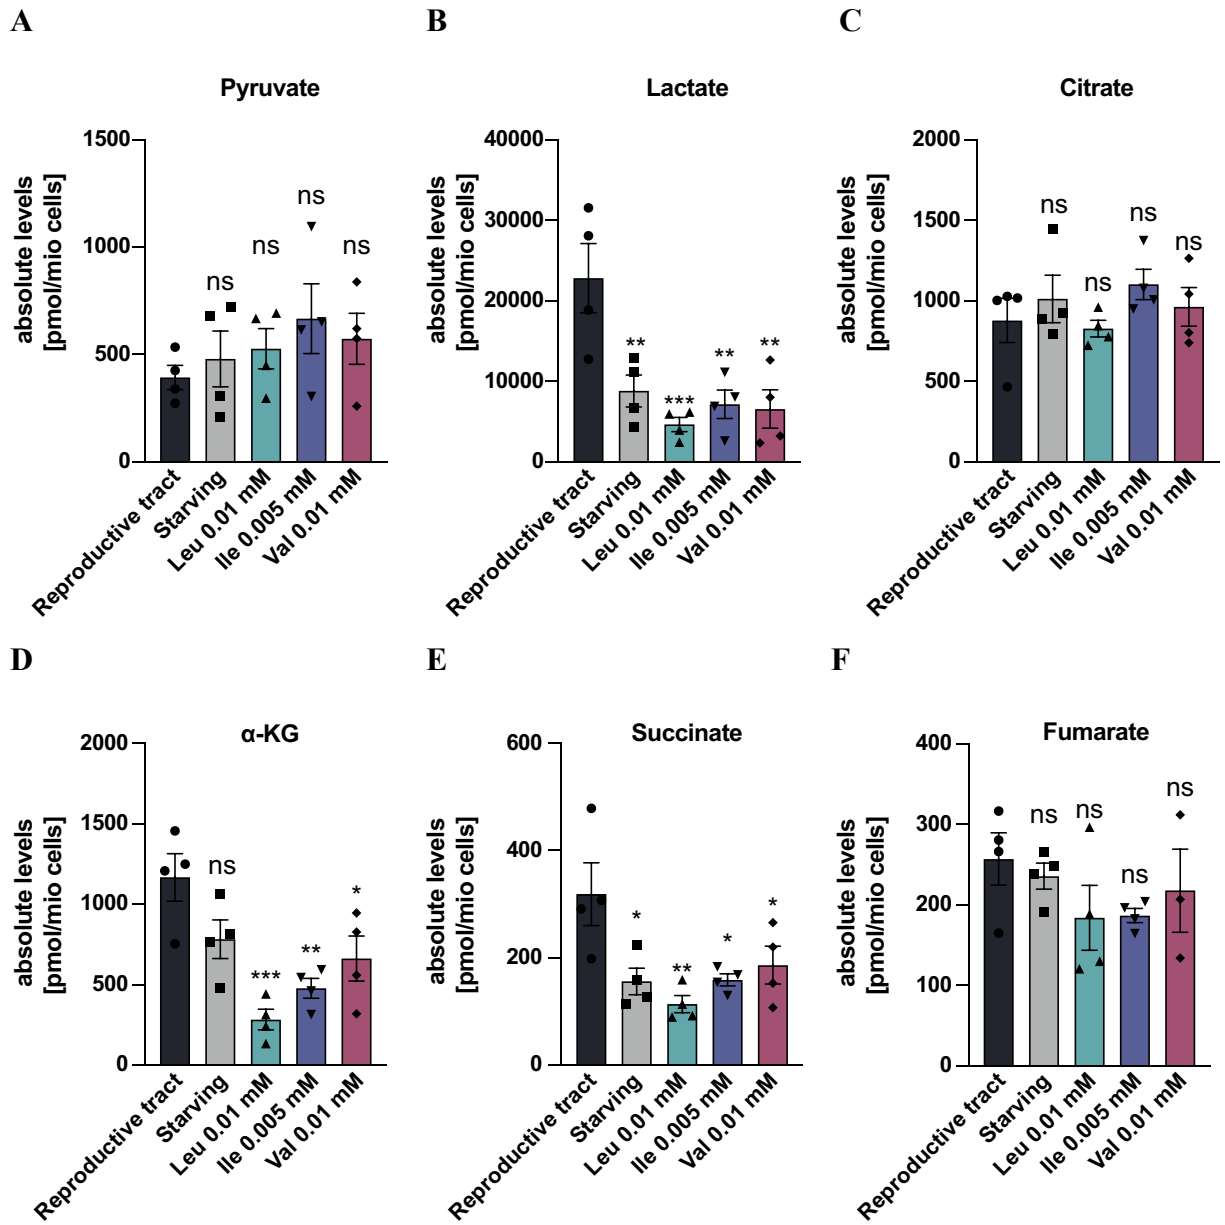 A
Pyruvate
absolute levels
[pmol/mio cells]
1500
1000
500
0
ns
ns
ns
ns
Reproductive tract
Starving
Leu 0.01 mM
Ile 0.005 mM
Val 0.01 mM
B
Lactate
absolute levels
[pmol/mio cells]
40000
30000
20000
10000
0
**
***
**
**
Reproductive tract
Starving
Leu 0.01 mM
Ile 0.005 mM
Val 0.01 mM
C
Citrate
absolute levels
[pmol/mio cells]
2000
1500
1000
500
0
ns
ns
ns
ns
Reproductive tract
Starving
Leu 0.01 mM
Ile 0.005 mM
Val 0.01 mM
D
α-KG
absolute levels
[pmol/mio cells]
2000
1500
1000
500
0
ns
***
**
*
Reproductive tract
Starving
Leu 0.01 mM
Ile 0.005 mM
Val 0.01 mM
E
Succinate
absolute levels
[pmol/mio cells]
600
400
200
0
*
**
*
*
Reproductive tract
Starving
Leu 0.01 mM
Ile 0.005 mM
Val 0.01 mM
F
Fumarate
absolute levels
[pmol/mio cells]
400
300
200
100
0
ns
ns
ns
ns
Reproductive tract
Starving
Leu 0.01 mM
Ile 0.005 mM
Val 0.01 mM